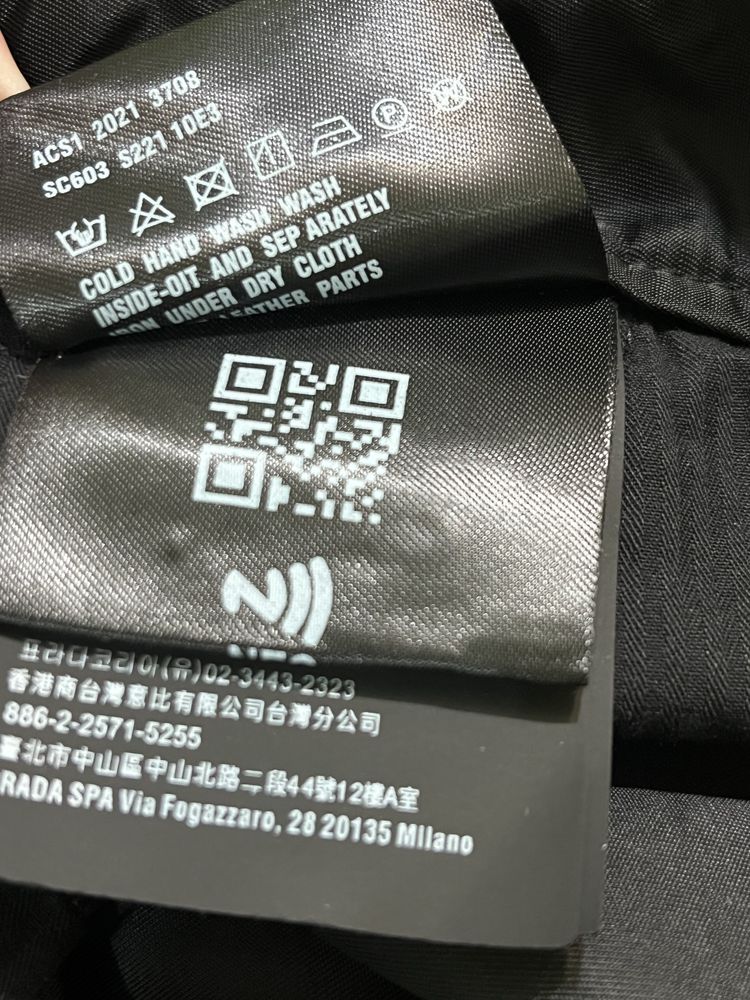 ACS1 2021 3708
SC603 S221 10E3
COLD HAND WASH WASH
INSIDE-OIT AND SEP ARATELY
IRON UNDER DRY CLOTH
LEATHER PARTS
프라다코리아(유)02-3443-2323
香港商台灣惠比有限公司台灣分公司
886-2-2571-5255
臺北市中山區中山北路二段44號12樓A室
RADA SPA Via Fogazzaro, 28 20135 Milano